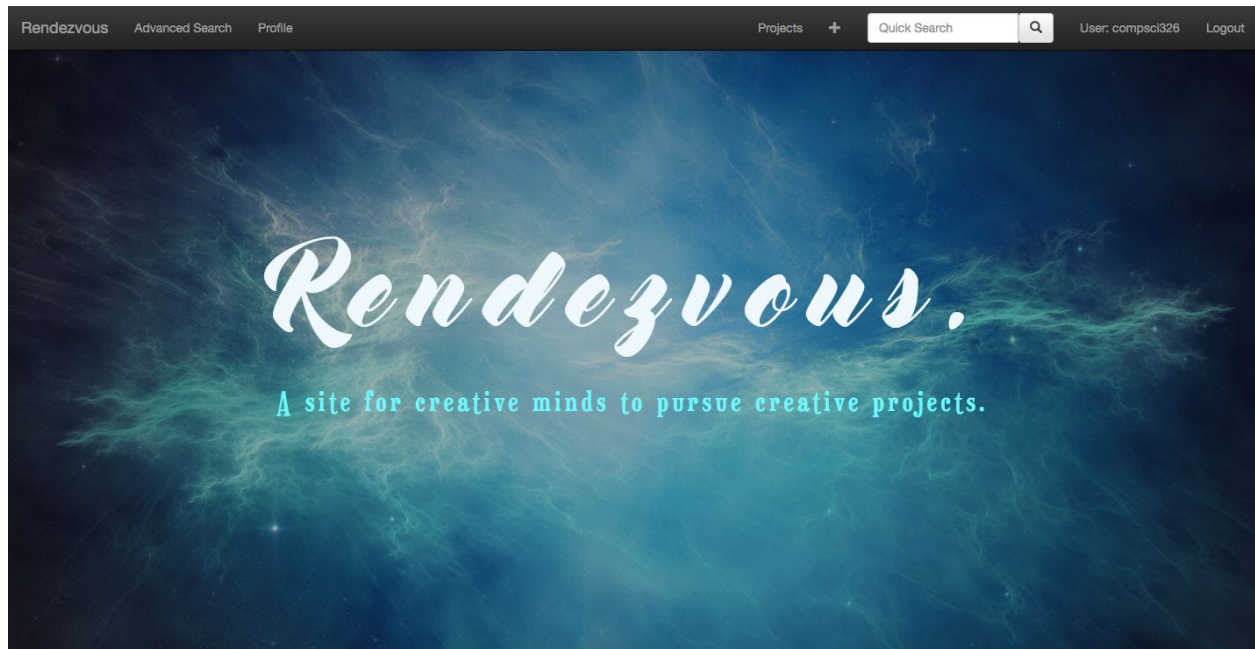 Rendezvous Advanced Search Profile Projects + Quick Search User: compsci326 Logout
Rendezvous.
A site for creative minds to pursue creative projects.